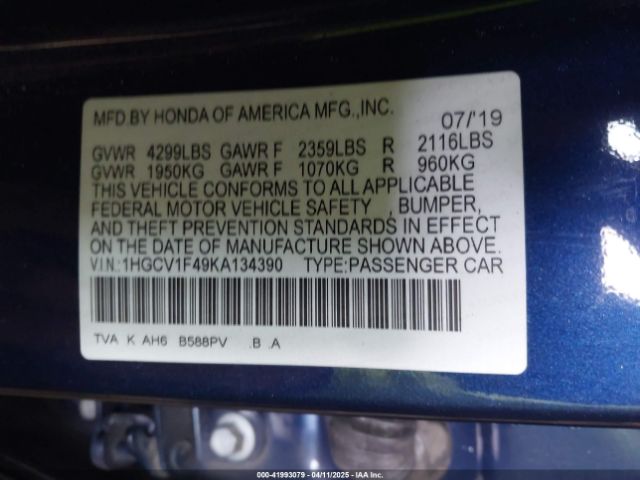 MFD.BY HONDA OF AMERICA MFG.,INC. 07/'19
GVWR 4299LBS GAWR F 2359LBS R 2116LBS
GVWR 1950KG GAWR F 1070KG R 960KG
THIS VEHICLE CONFORMS TO ALL APPLICABLE
FEDERAL MOTOR VEHICLE SAFETY , BUMPER,
AND THEFT PREVENTION STANDARDS IN EFFECT
ON THE DATE OF MANUFACTURE SHOWN ABOVE.
V.I.N:1HGCV1F49KA134390 TYPE:PASSENGER CAR
TVA K AH6 B588PV .B .A
000-41993079 — 04/11/2025 — IAA Inc.